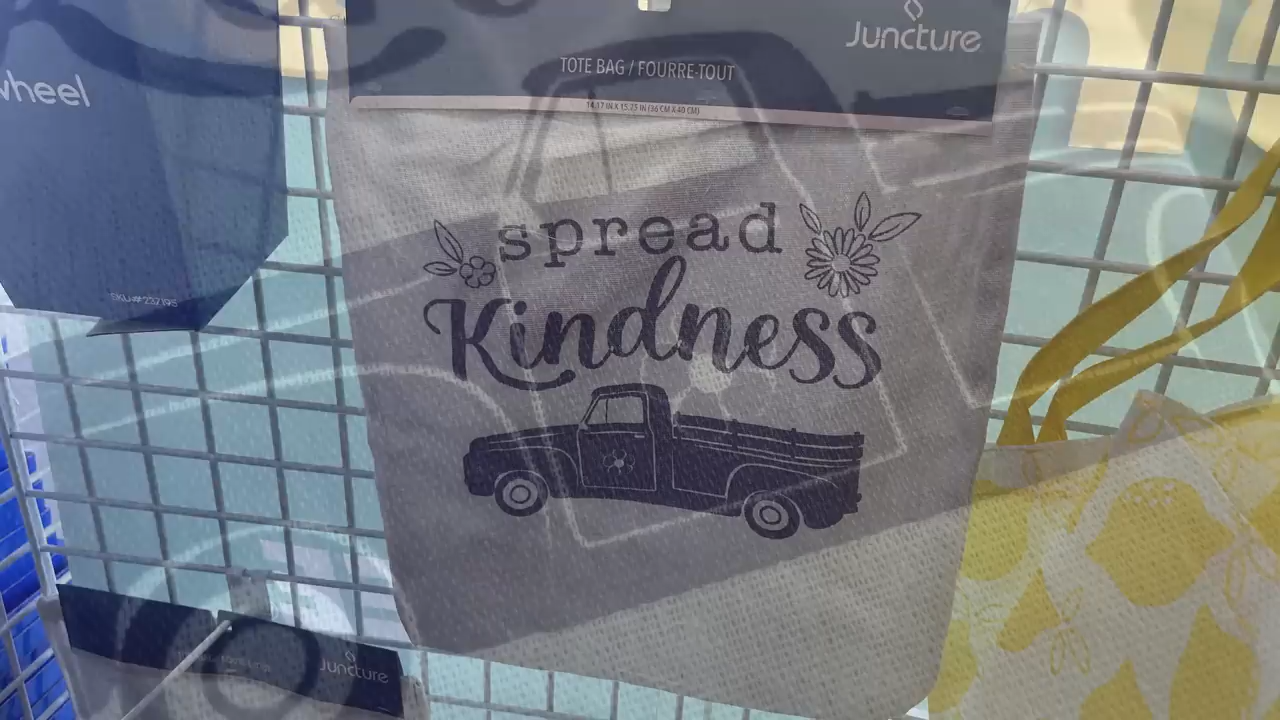 Juncture
TOTE BAG / FOURRE-TOUT
wheel
spread
Kindness
Juncture